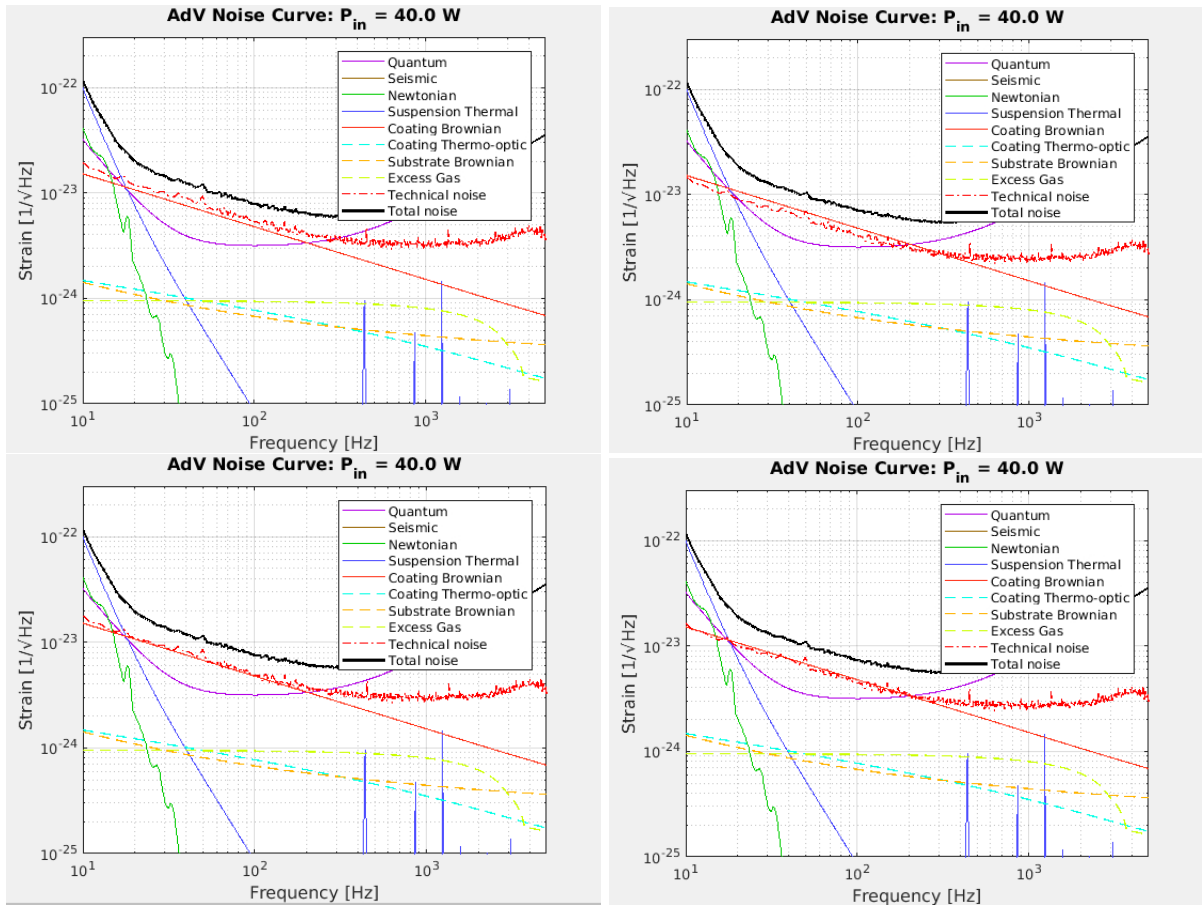 AdV Noise Curve: P_in = 40.0 W
Quantum
Seismic
Newtonian
Suspension Thermal
Coating Brownian
Coating Thermo-optic
Substrate Brownian
Excess Gas
Technical noise
Total noise
Strain [1/√Hz]
10^-22
10^-23
10^-24
10^-25
10^1
10^2
10^3
Frequency [Hz]
AdV Noise Curve: P_in = 40.0 W
Quantum
Seismic
Newtonian
Suspension Thermal
Coating Brownian
Coating Thermo-optic
Substrate Brownian
Excess Gas
Technical noise
Total noise
Strain [1/√Hz]
10^-22
10^-23
10^-24
10^-25
10^1
10^2
10^3
Frequency [Hz]
AdV Noise Curve: P_in = 40.0 W
Quantum
Seismic
Newtonian
Suspension Thermal
Coating Brownian
Coating Thermo-optic
Substrate Brownian
Excess Gas
Technical noise
Total noise
Strain [1/√Hz]
10^-22
10^-23
10^-24
10^-25
10^1
10^2
10^3
Frequency [Hz]
AdV Noise Curve: P_in = 40.0 W
Quantum
Seismic
Newtonian
Suspension Thermal
Coating Brownian
Coating Thermo-optic
Substrate Brownian
Excess Gas
Technical noise
Total noise
Strain [1/√Hz]
10^-22
10^-23
10^-24
10^-25
10^1
10^2
10^3
Frequency [Hz]